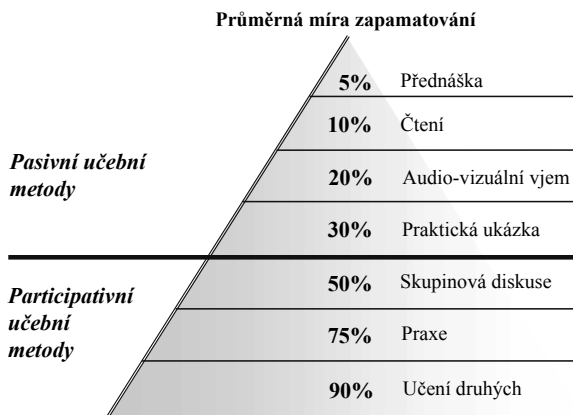 Průměrná míra zapamatování
5% Přednáška
10% Čtení
20% Audio-vizuální vjem
30% Praktická ukázka
Pasivní učební
metody
50% Skupinová diskuse
75% Praxe
90% Učení druhých
Participativní
učební
metody